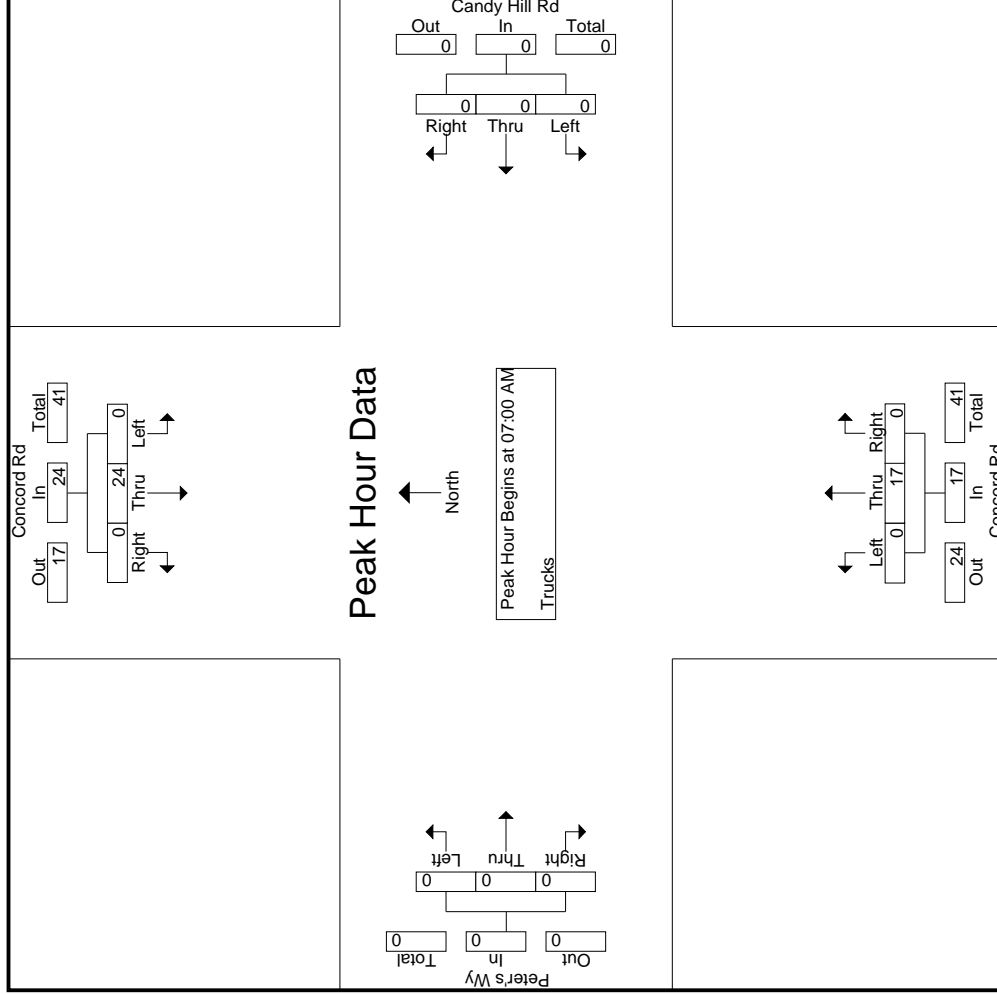 Candy Hill Rd
Out In Total
0 0 0
0 0 0
Right Thru Left
Concord Rd
Out In Total
17 24 41
0 24 0
Right Thru Left
Peak Hour Data
North
Peak Hour Begins at 07:00 AM
Trucks
Left Thru Right
0 17 0
24 17 41
Out In Total
Concord Rd
Left Thru Right
0 0 0
0 0 0
Total In Out
Peter's Wy